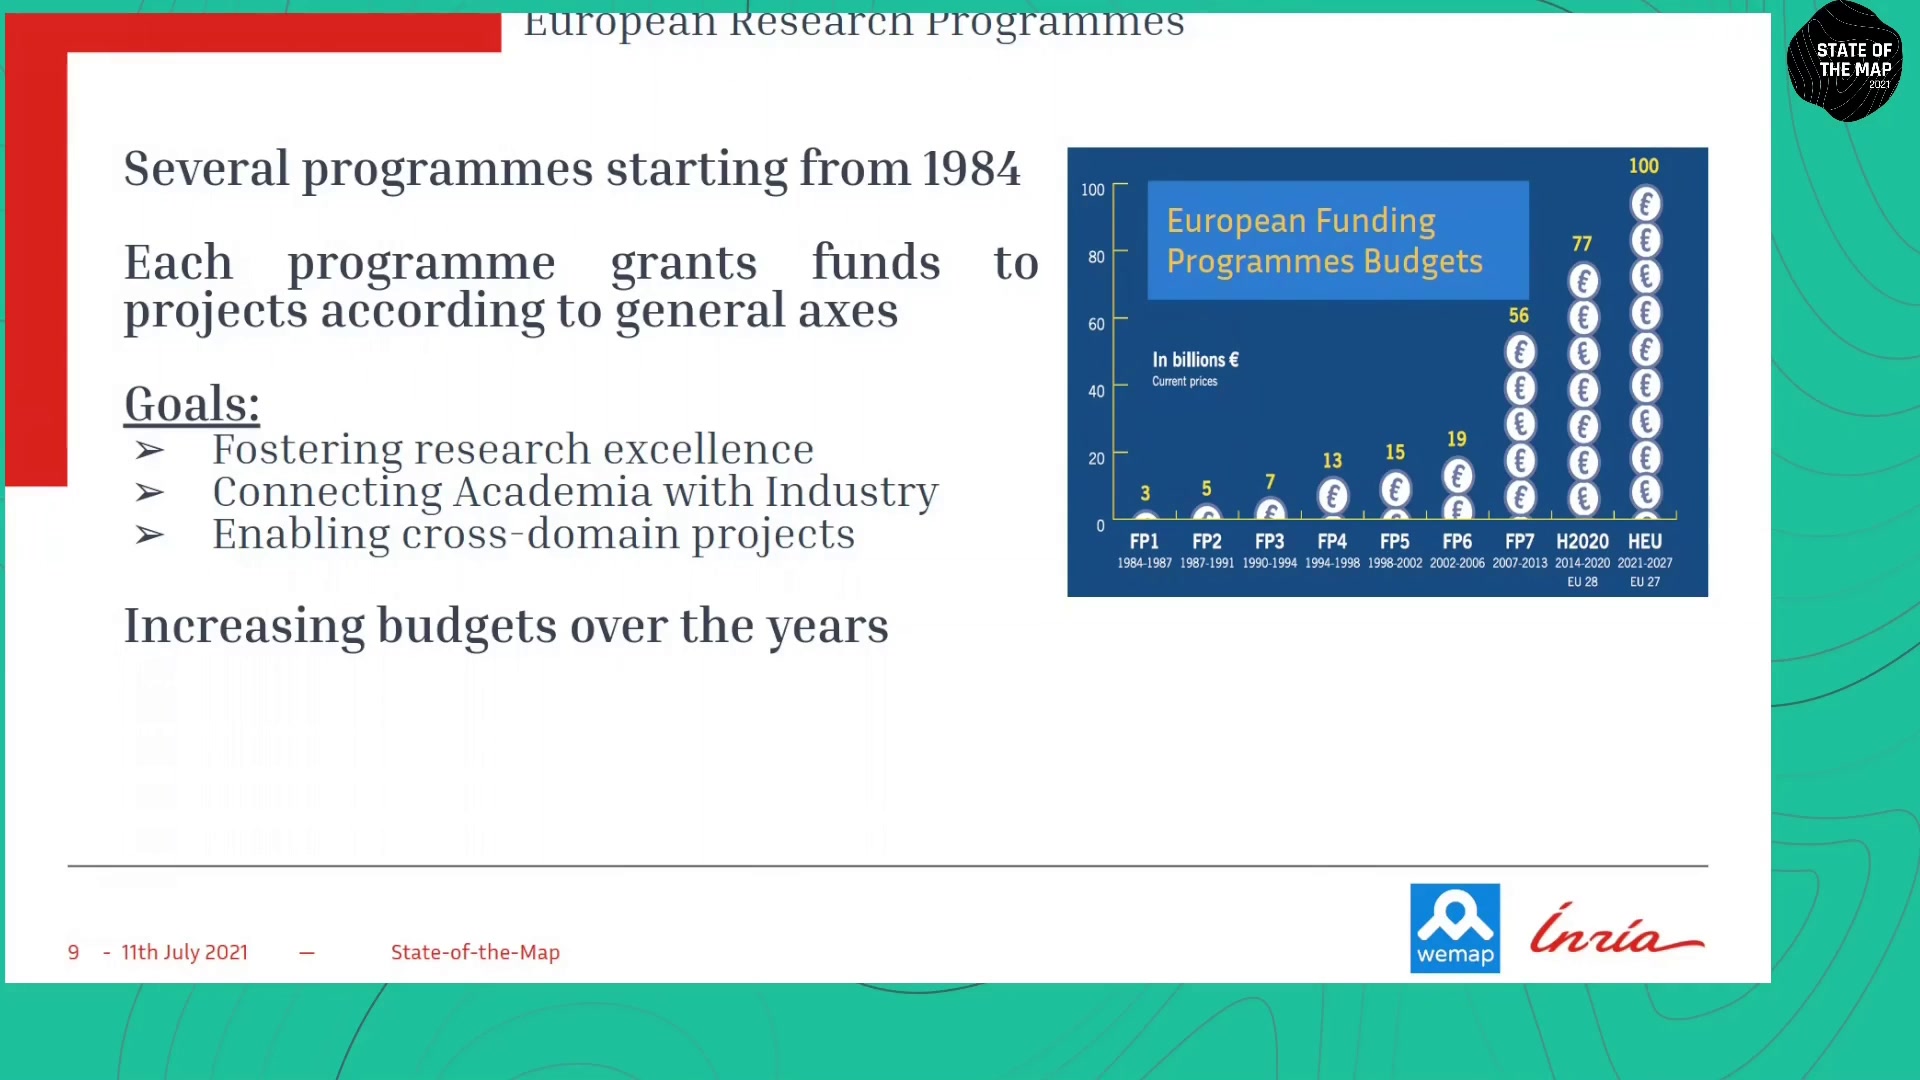 European Research Programmes
STATE OF
THE MAP
2021
Several programmes starting from 1984
Each programme grants funds to
projects according to general axes
Goals:
➢ Fostering research excellence
➢ Connecting Academia with Industry
➢ Enabling cross-domain projects
Increasing budgets over the years
European Funding
Programmes Budgets
In billions €
Current prices
100
80
60
40
20
0
3
5
7
13
15
19
56
77
100
FP1 FP2 FP3 FP4 FP5 FP6 FP7 H2020 HEU
1984-1987 1987-1991 1990-1994 1994-1998 1998-2002 2002-2006 2007-2013 2014-2020 2021-2027
EU 28 EU 27
9 - 11th July 2021 — State-of-the-Map
wemap
Inria